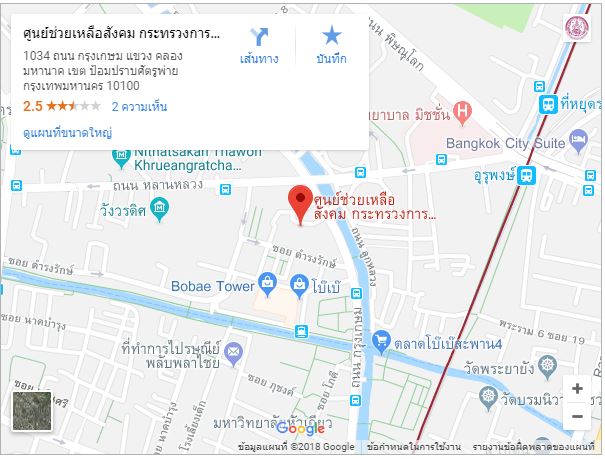 ศูนย์ช่วยเหลือสังคม กระทรวงการ...
1034 ถนน กรุงเกษม แขวง คลอง
มหานาค เขต ป้อมปราบศัตรูพ่าย
กรุงเทพมหานคร 10100
2.5
2 ความเห็น
ดูแผนที่ขนาดใหญ่
เส้นทาง
บันทึก
ถนน พิษณุโลก
ที่หยุดร
พยาบาล มิชชั่น
Bangkok City Suite
อุรุพงษ์
Nitthatsakan Thawon
Khrueangratcha...
ถนน หลานหลวง
วังวรดิศ
ศูนย์ช่วยเหลือ
สังคม กระทรวงการ...
ซอย ดำรงรักษ์
ซอย ดำรงรักษ์
ถนน ลูกหลวง
Bobae Tower
โบ๊เบ๊
ซอย นาคบำรุง
ถนน กรุงเกษม
ตลาดโบ๊เบ๊สะพาน4
พระราม 6 ซอย 19
ที่ทำการไปรษณีย์
พลับพลาไชย
วัดพระยายัง
ซอย ภูชงค์
ซอย โกตี
วัดบรมนิวา
นาคบำรุง
มหาวิทยาลัยหัวเฉียว
Google
ข้อมูลแผนที่ ©2018 Google
ข้อกำหนดในการใช้งาน
รายงานข้อผิดพลาดของแผนที่